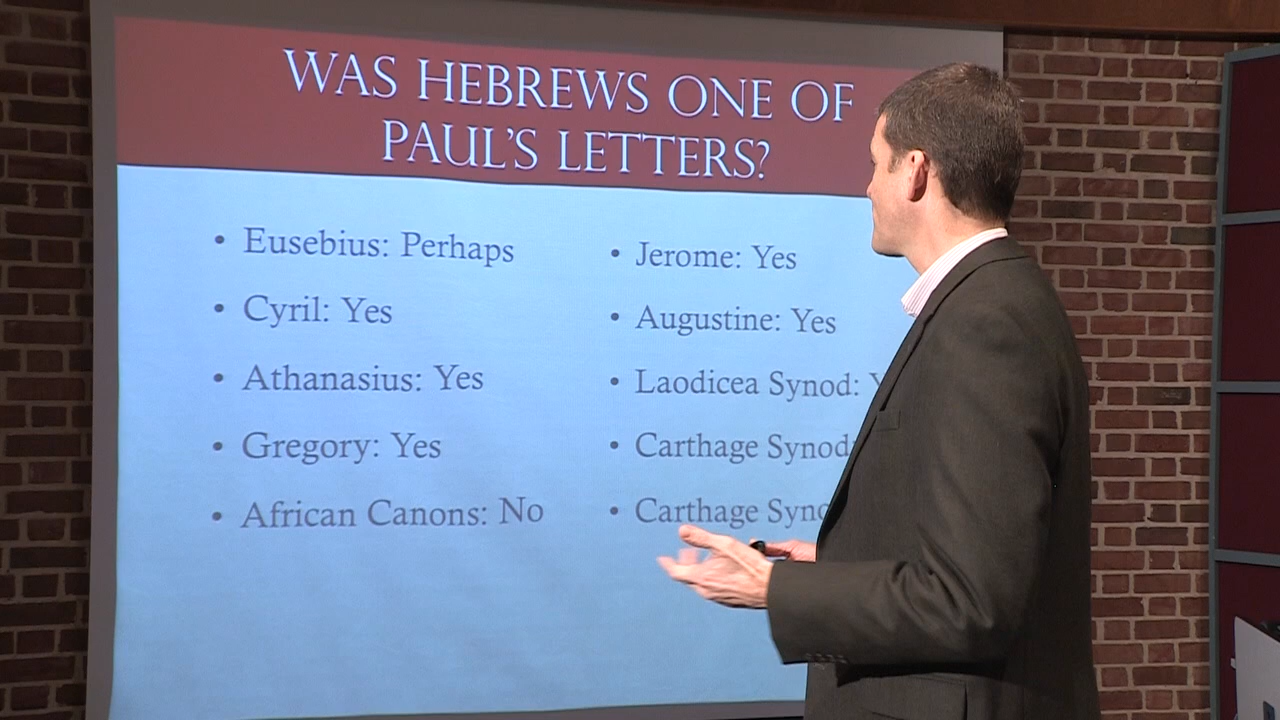 WAS HEBREWS ONE OF
PAUL'S LETTERS?
• Eusebius: Perhaps
• Cyril: Yes
• Athanasius: Yes
• Gregory: Yes
• African Canons: No
• Jerome: Yes
• Augustine: Yes
• Laodicea Synod:
• Carthage Synod:
• Carthage